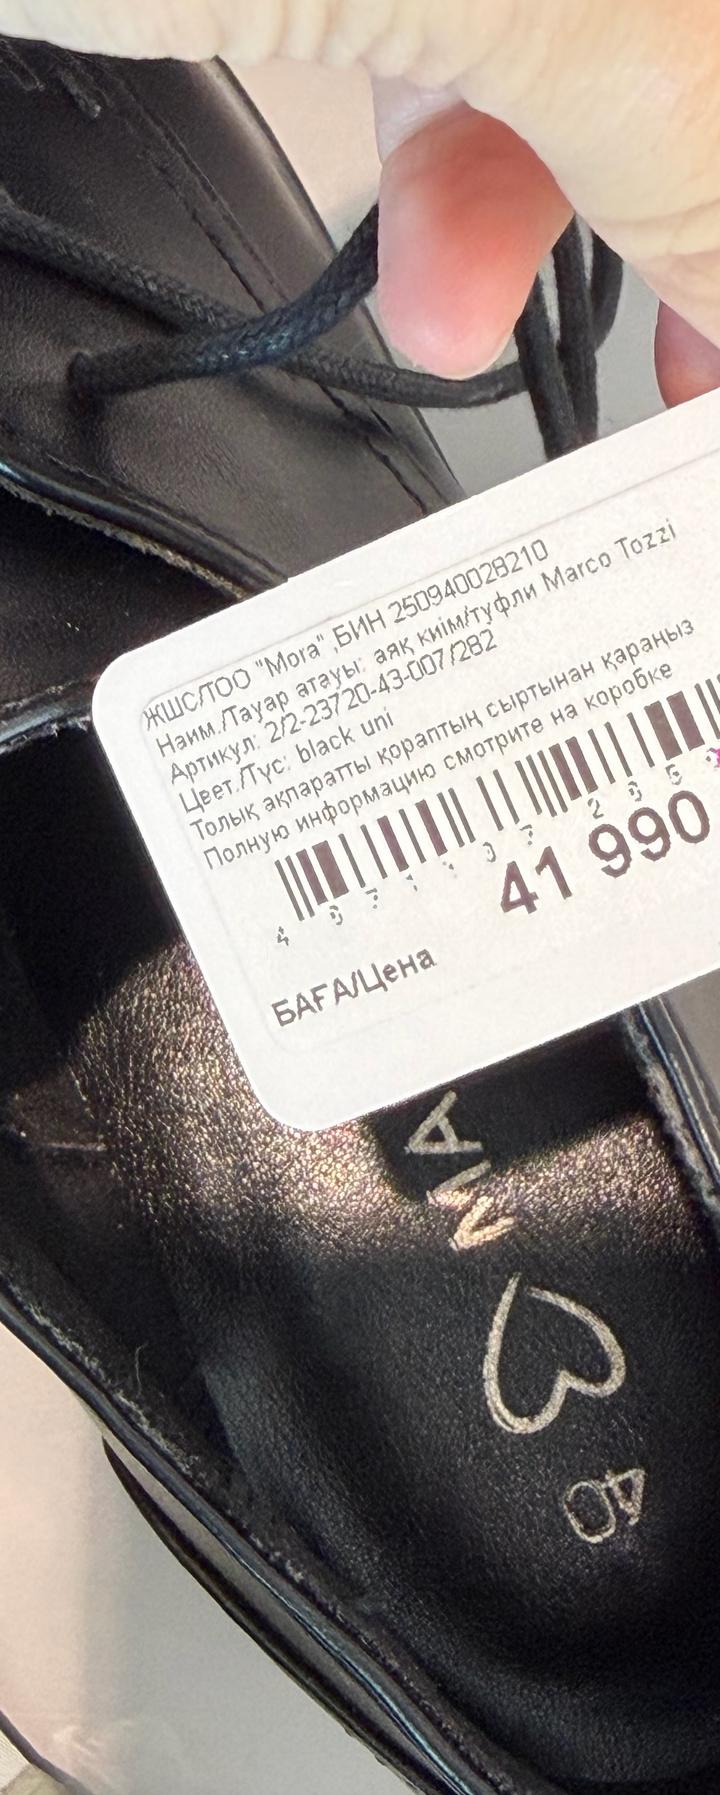 ЖШС/ТОО "Mora" ,БИН 250940028210
Наим./Тауар атауы: аяқ киім/туфли Marco Tozzi
Артикул: 2/2-23720-43-007/282
Цвет./Түс: black uni
Толық ақпаратты қораптың сыртынан қараңыз
Полную информацию смотрите на коробке
41 990
БАҒА/Цена
MA
40